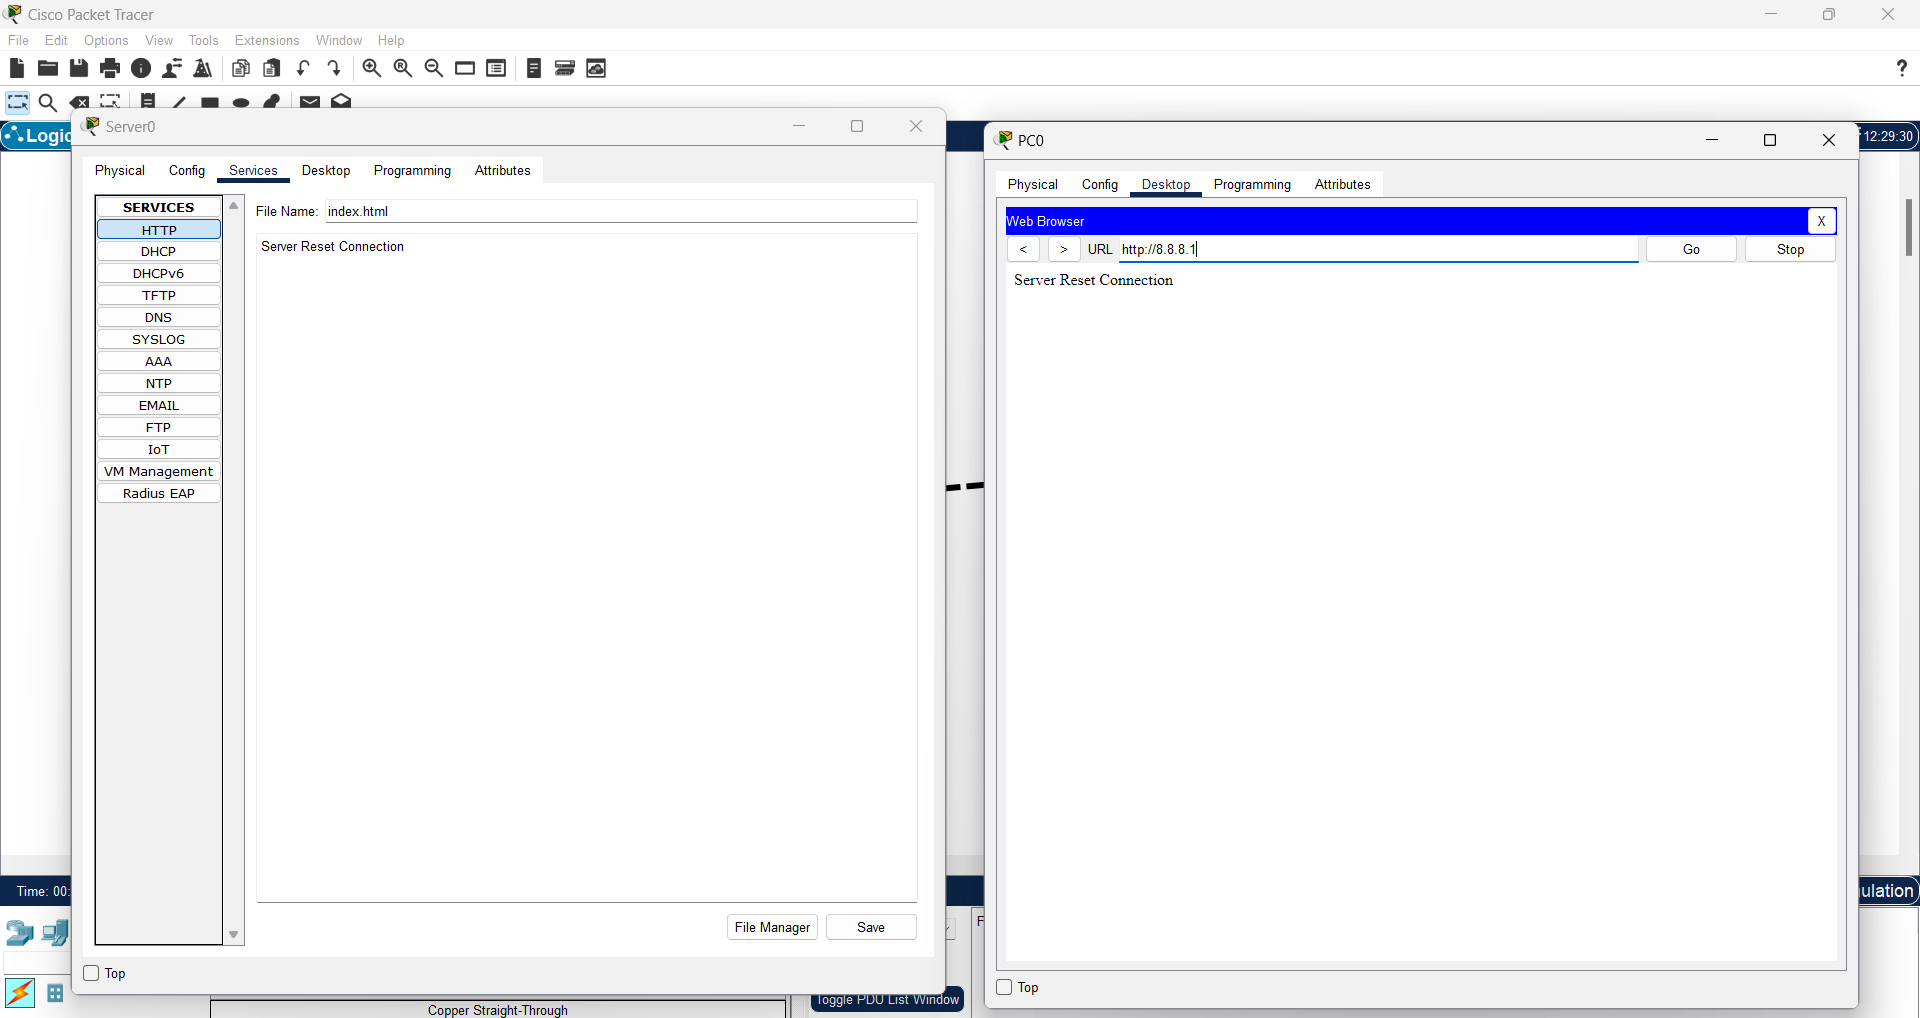 Cisco Packet Tracer
File Edit Options View Tools Extensions Window Help
?
Logic
Server0
Physical Config Services Desktop Programming Attributes
SERVICES
HTTP
DHCP
DHCPv6
TFTP
DNS
SYSLOG
AAA
NTP
EMAIL
FTP
IoT
VM Management
Radius EAP
File Name: index.html
Server Reset Connection
File Manager Save
Top
PC0
12:29:30
Physical Config Desktop Programming Attributes
Web Browser X
< > URL http://8.8.8.1 Go Stop
Server Reset Connection
Top
Time: 00:
ulation
F
Copper Straight-Through
Toggle PDU List Window